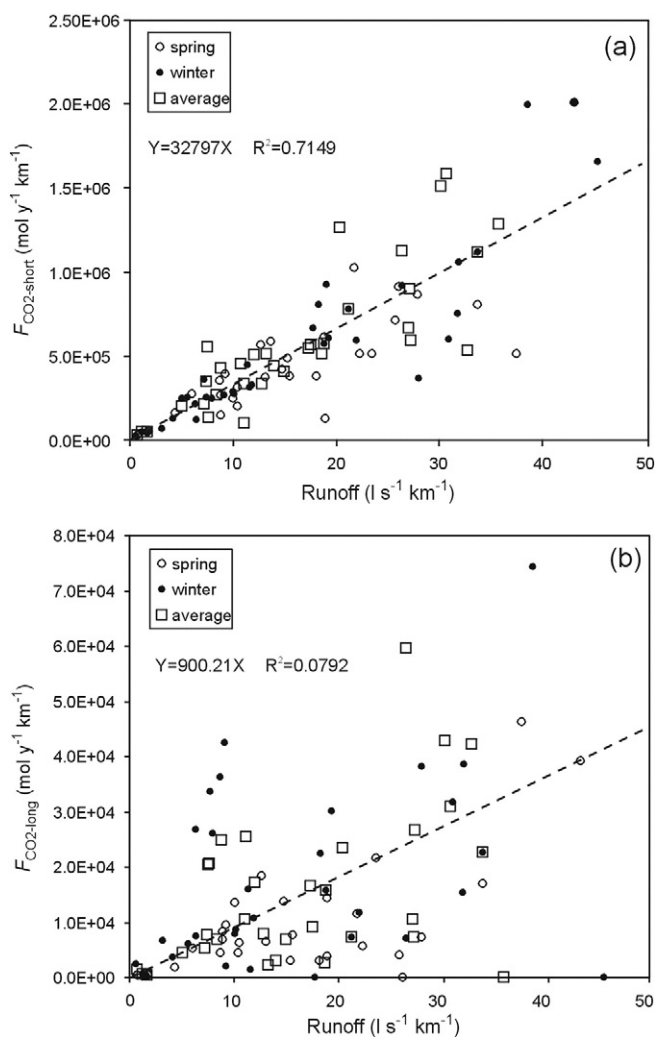 2.5E+06
(a)
spring
winter
average
2.0E+06
Y=32797X R²=0.7149
1.5E+06
1.0E+06
5.0E+05
0.0E+00
F_CO2-short (mol y⁻¹ km⁻¹)
0 10 20 30 40 50
Runoff (l s⁻¹ km⁻¹)
8.0E+04
(b)
spring
winter
average
7.0E+04
6.0E+04
Y=900.21X R²=0.0792
5.0E+04
4.0E+04
3.0E+04
2.0E+04
1.0E+04
0.0E+00
F_CO2-long (mol y⁻¹ km⁻¹)
0 10 20 30 40 50
Runoff (l s⁻¹ km⁻¹)